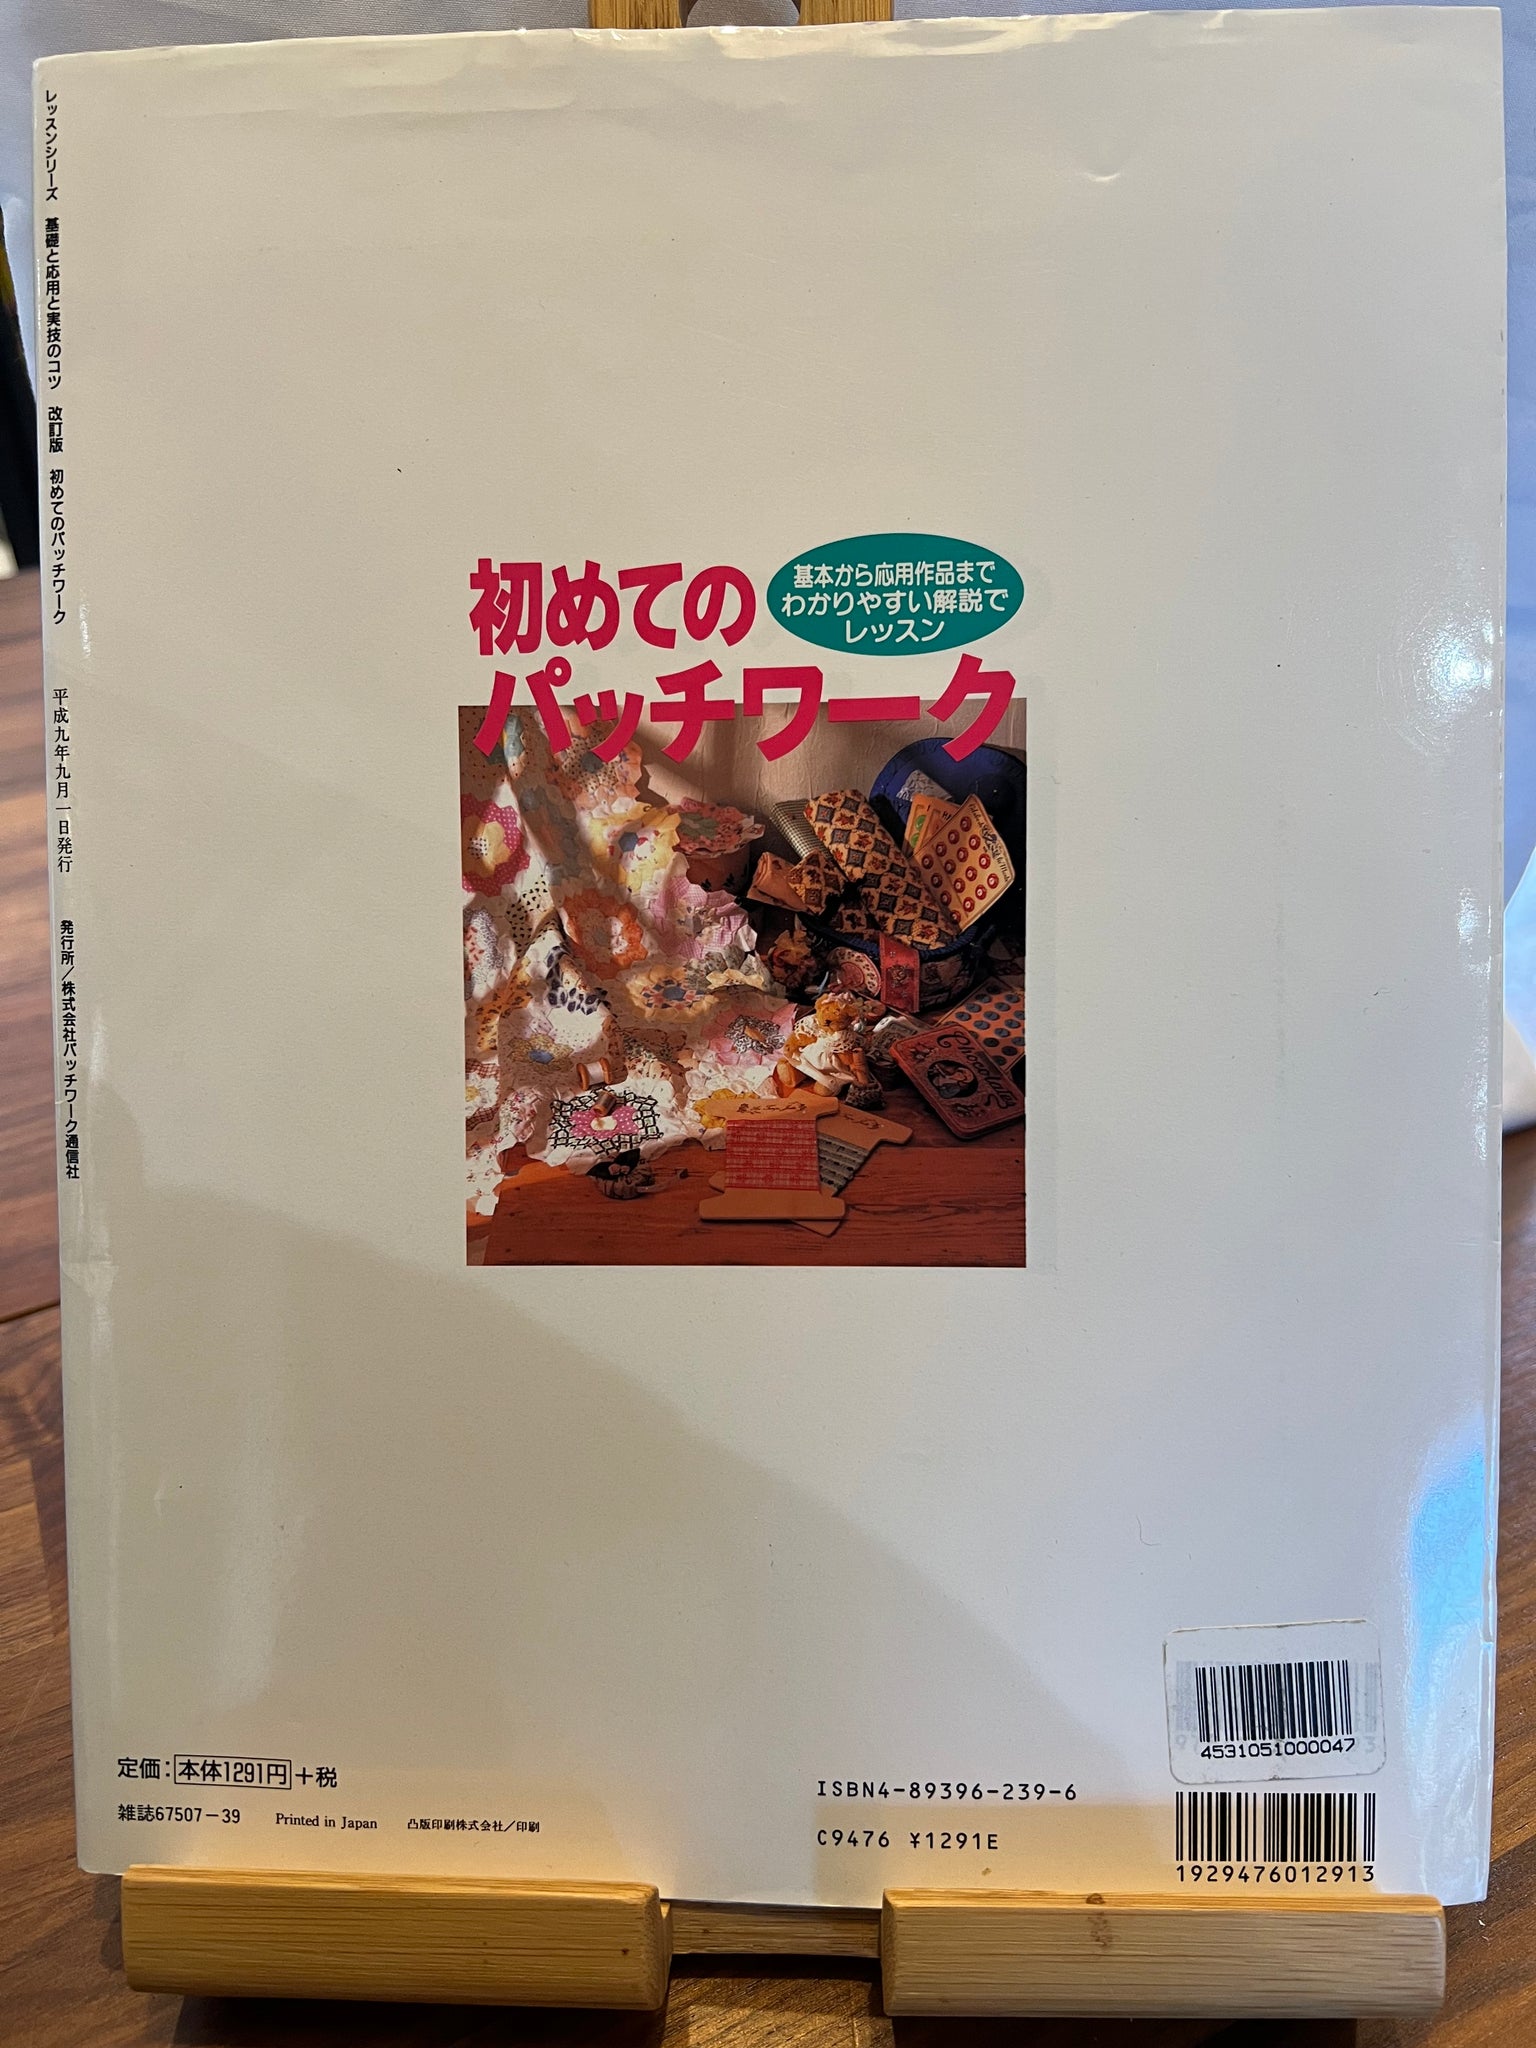 レッスンシリーズ 基礎と応用と実技のコツ 改訂版 初めてのパッチワーク 平成九年九月一日発行 発行所／株式会社パッチワーク通信社
初めての
パッチワーク
基本から応用作品まで
わかりやすい解説で
レッスン
Chocolates
4531051000047
定価：本体1291円＋税
雑誌67507－39 Printed in Japan 凸版印刷株式会社／印刷
ISBN4-89396-239-6
C9476 ¥1291E
1929476012913